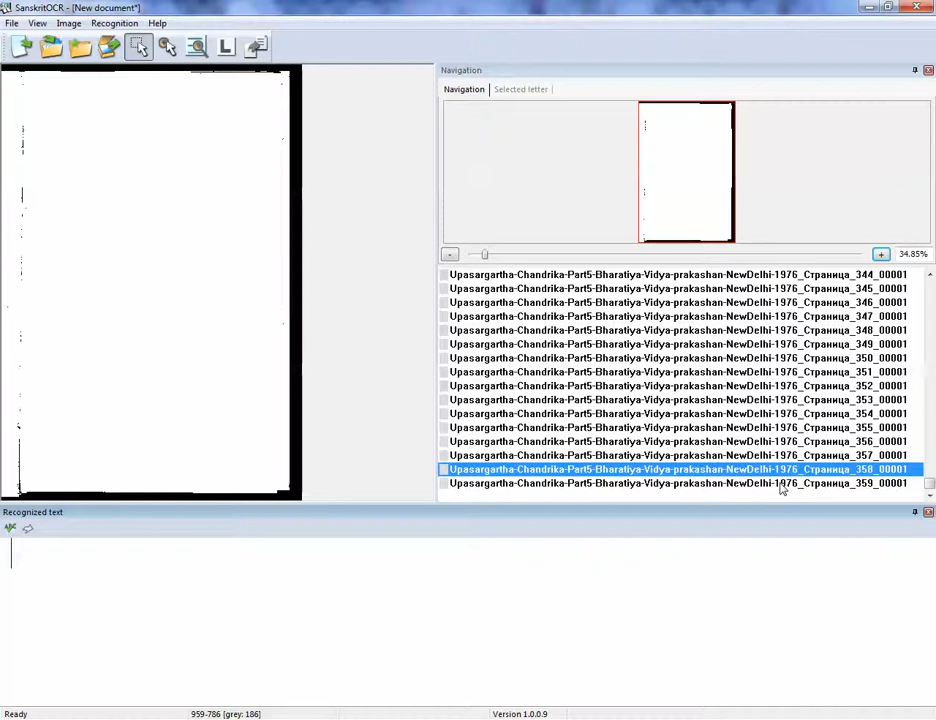 SanskritOCR - [New document*]
File View Image Recognition Help
L
Navigation
Navigation Selected letter
- + 34.85%
Upasargartha-Chandrika-Part5-Bharatiya-Vidya-prakashan-NewDelhi-1976_Страница_344_00001
Upasargartha-Chandrika-Part5-Bharatiya-Vidya-prakashan-NewDelhi-1976_Страница_345_00001
Upasargartha-Chandrika-Part5-Bharatiya-Vidya-prakashan-NewDelhi-1976_Страница_346_00001
Upasargartha-Chandrika-Part5-Bharatiya-Vidya-prakashan-NewDelhi-1976_Страница_347_00001
Upasargartha-Chandrika-Part5-Bharatiya-Vidya-prakashan-NewDelhi-1976_Страница_348_00001
Upasargartha-Chandrika-Part5-Bharatiya-Vidya-prakashan-NewDelhi-1976_Страница_349_00001
Upasargartha-Chandrika-Part5-Bharatiya-Vidya-prakashan-NewDelhi-1976_Страница_350_00001
Upasargartha-Chandrika-Part5-Bharatiya-Vidya-prakashan-NewDelhi-1976_Страница_351_00001
Upasargartha-Chandrika-Part5-Bharatiya-Vidya-prakashan-NewDelhi-1976_Страница_352_00001
Upasargartha-Chandrika-Part5-Bharatiya-Vidya-prakashan-NewDelhi-1976_Страница_353_00001
Upasargartha-Chandrika-Part5-Bharatiya-Vidya-prakashan-NewDelhi-1976_Страница_354_00001
Upasargartha-Chandrika-Part5-Bharatiya-Vidya-prakashan-NewDelhi-1976_Страница_355_00001
Upasargartha-Chandrika-Part5-Bharatiya-Vidya-prakashan-NewDelhi-1976_Страница_356_00001
Upasargartha-Chandrika-Part5-Bharatiya-Vidya-prakashan-NewDelhi-1976_Страница_357_00001
Upasargartha-Chandrika-Part5-Bharatiya-Vidya-prakashan-NewDelhi-1976_Страница_358_00001
Upasargartha-Chandrika-Part5-Bharatiya-Vidya-prakashan-NewDelhi-1976_Страница_359_00001
Recognized text
ABC
Ready 959-786 [grey: 186] Version 1.0.0.9